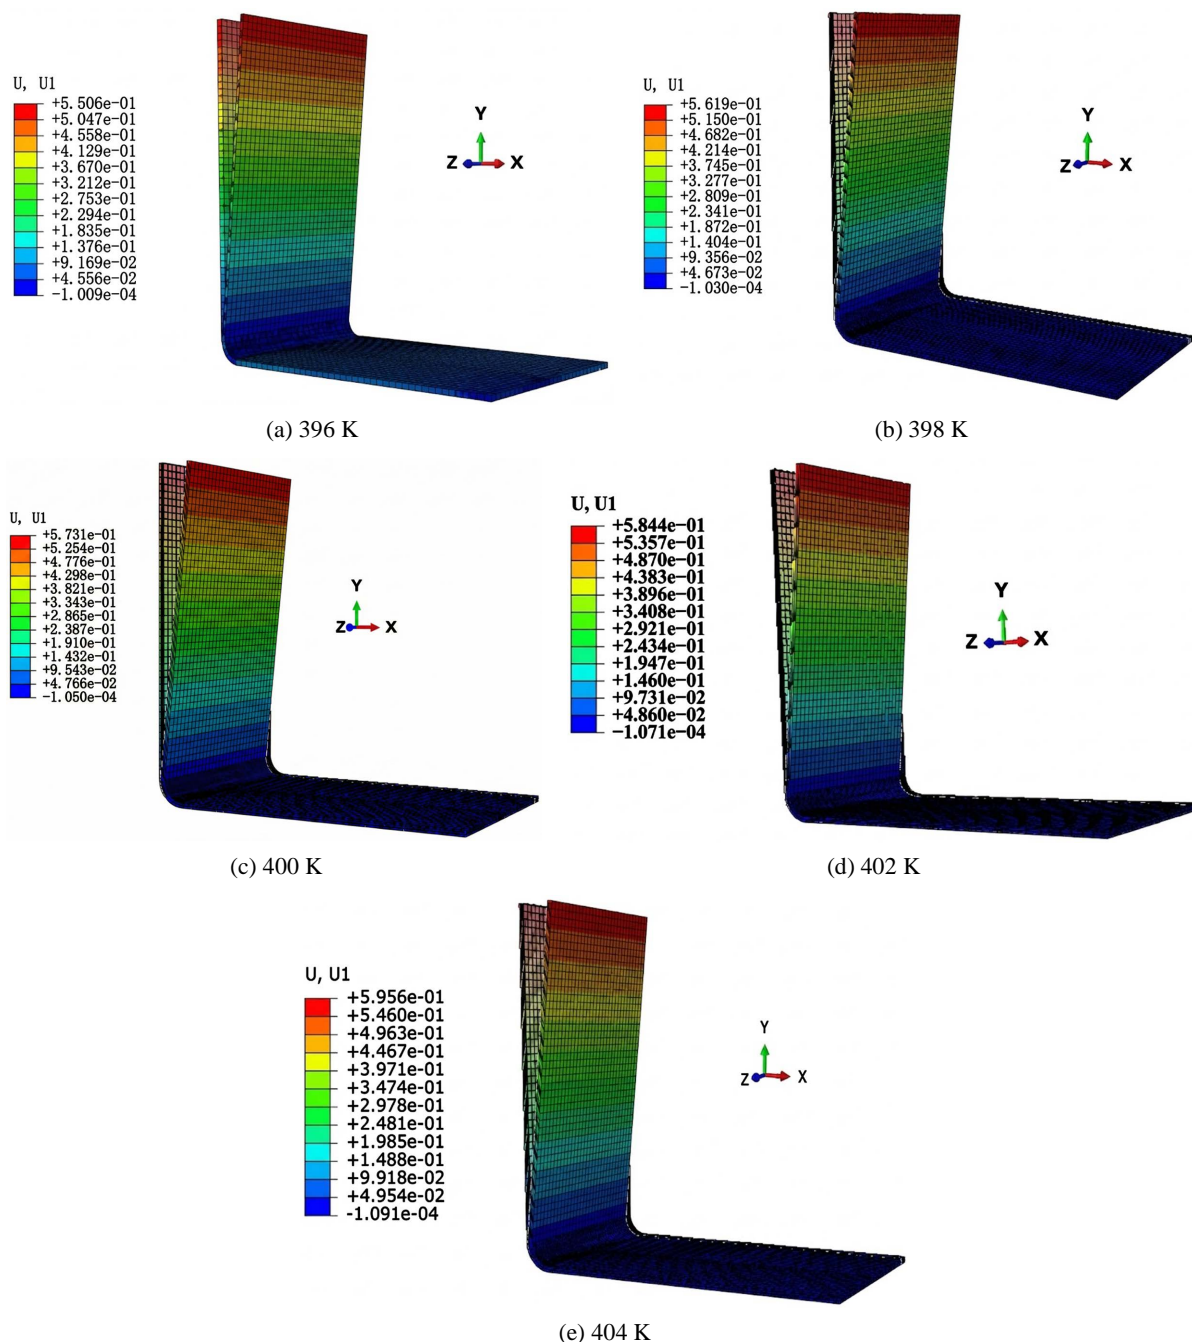 U, U1
+5.506e-01
+5.047e-01
+4.558e-01
+4.129e-01
+3.670e-01
+3.212e-01
+2.753e-01
+2.294e-01
+1.835e-01
+1.376e-01
+9.169e-02
+4.556e-02
-1.009e-04
Y
Z X
(a) 396 K
U, U1
+5.619e-01
+5.150e-01
+4.682e-01
+4.214e-01
+3.745e-01
+3.277e-01
+2.809e-01
+2.341e-01
+1.872e-01
+1.404e-01
+9.356e-02
+4.673e-02
-1.030e-04
Y
Z X
(b) 398 K
U, U1
+5.731e-01
+5.254e-01
+4.776e-01
+4.298e-01
+3.821e-01
+3.343e-01
+2.865e-01
+2.387e-01
+1.910e-01
+1.432e-01
+9.543e-02
+4.766e-02
-1.050e-04
Y
Z X
(c) 400 K
U, U1
+5.844e-01
+5.357e-01
+4.870e-01
+4.383e-01
+3.896e-01
+3.408e-01
+2.921e-01
+2.434e-01
+1.947e-01
+1.460e-01
+9.731e-02
+4.860e-02
-1.071e-04
Y
Z X
(d) 402 K
U, U1
+5.956e-01
+5.460e-01
+4.963e-01
+4.467e-01
+3.971e-01
+3.474e-01
+2.978e-01
+2.481e-01
+1.985e-01
+1.488e-01
+9.918e-02
+4.954e-02
-1.091e-04
Y
Z X
(e) 404 K